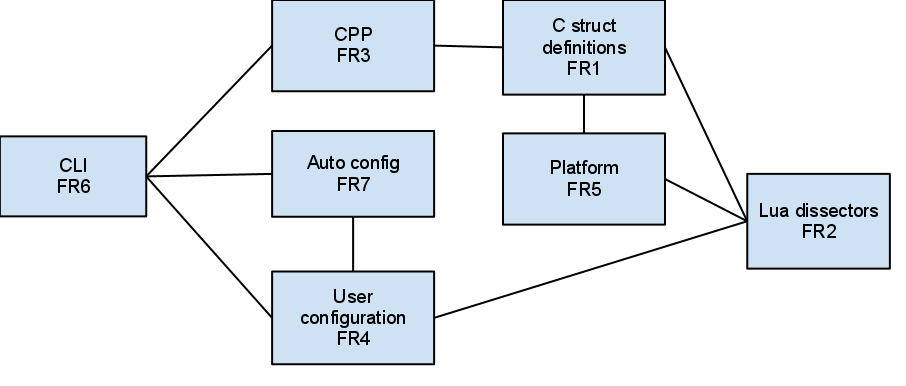 CPP
FR3
C struct
definitions
FR1
CLI
FR6
Auto config
FR7
Platform
FR5
Lua dissectors
FR2
User
configuration
FR4